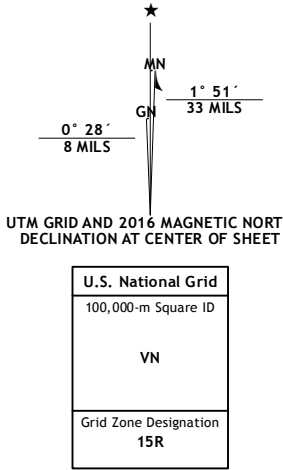 ★
MN
1° 51´
33 MILS
GN
0° 28´
8 MILS
UTM GRID AND 2016 MAGNETIC NORT
DECLINATION AT CENTER OF SHEET
U.S. National Grid
100,000-m Square ID
VN
Grid Zone Designation
15R